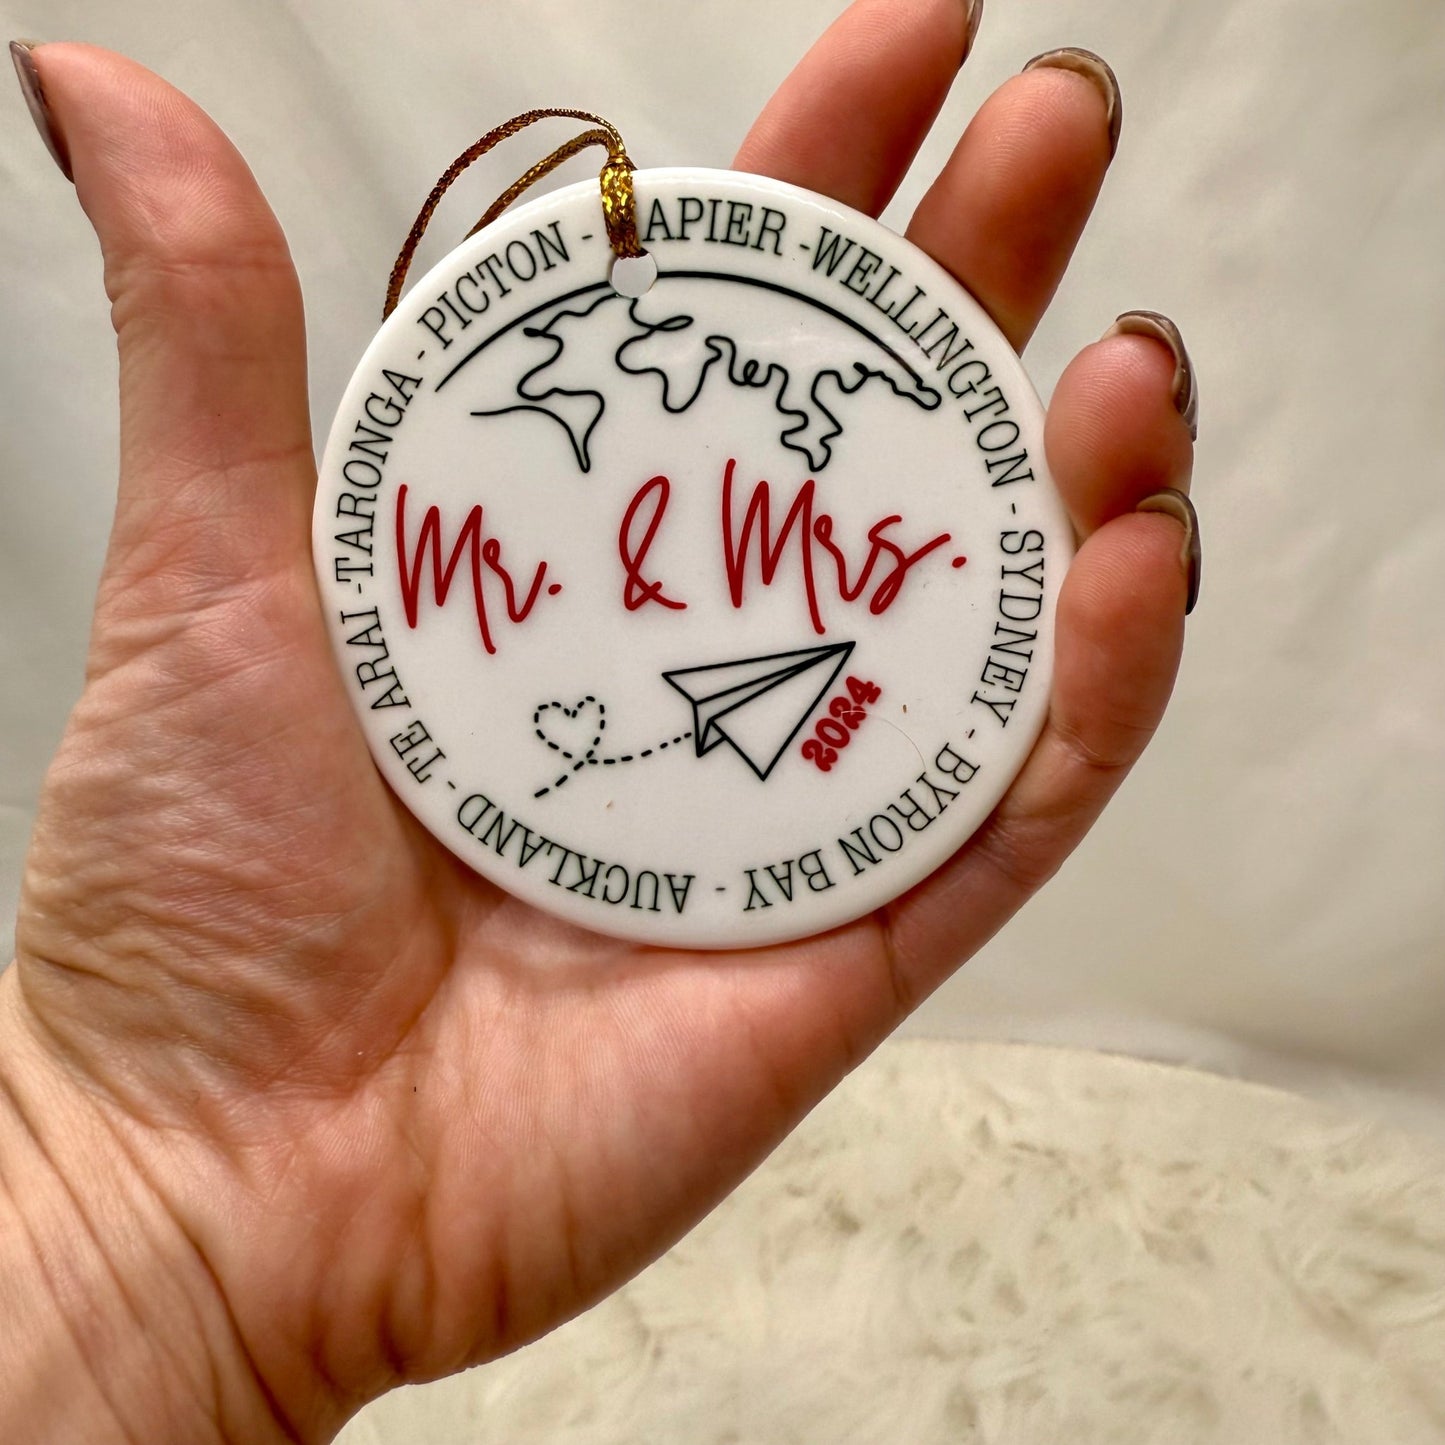 AUCKLAND - TE ARAI -TARONGA - PICTON - APIER -WELLINGTON - SYDNEY - BYRON BAY -
Mr. & Mrs.
2024